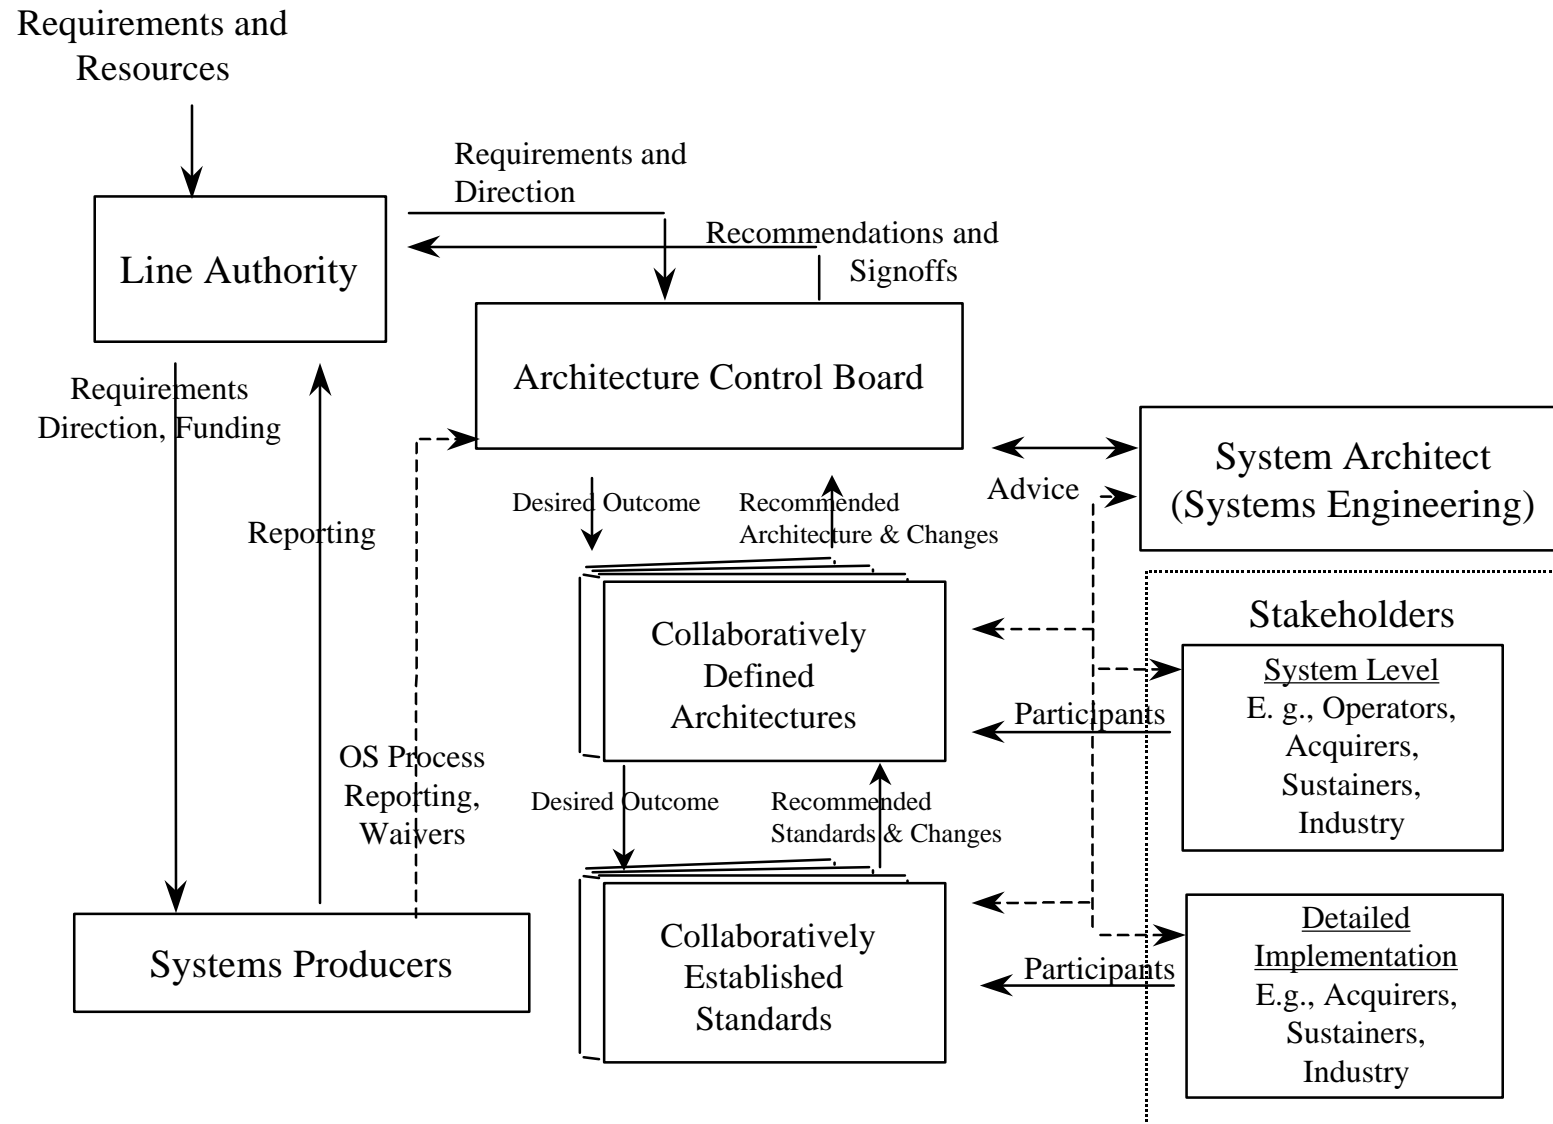 Requirements and
Resources
Requirements and
Direction
Recommendations and
Signoffs
Line Authority
Architecture Control Board
Requirements
Direction, Funding
Reporting
System Architect
(Systems Engineering)
Advice
Desired Outcome
Recommended
Architecture & Changes
Collaboratively
Defined
Architectures
Stakeholders
System Level
E. g., Operators,
Acquirers,
Sustainers,
Industry
Participants
OS Process
Reporting,
Waivers
Desired Outcome
Recommended
Standards & Changes
Systems Producers
Collaboratively
Established
Standards
Participants
Detailed
Implementation
E.g., Acquirers,
Sustainers,
Industry